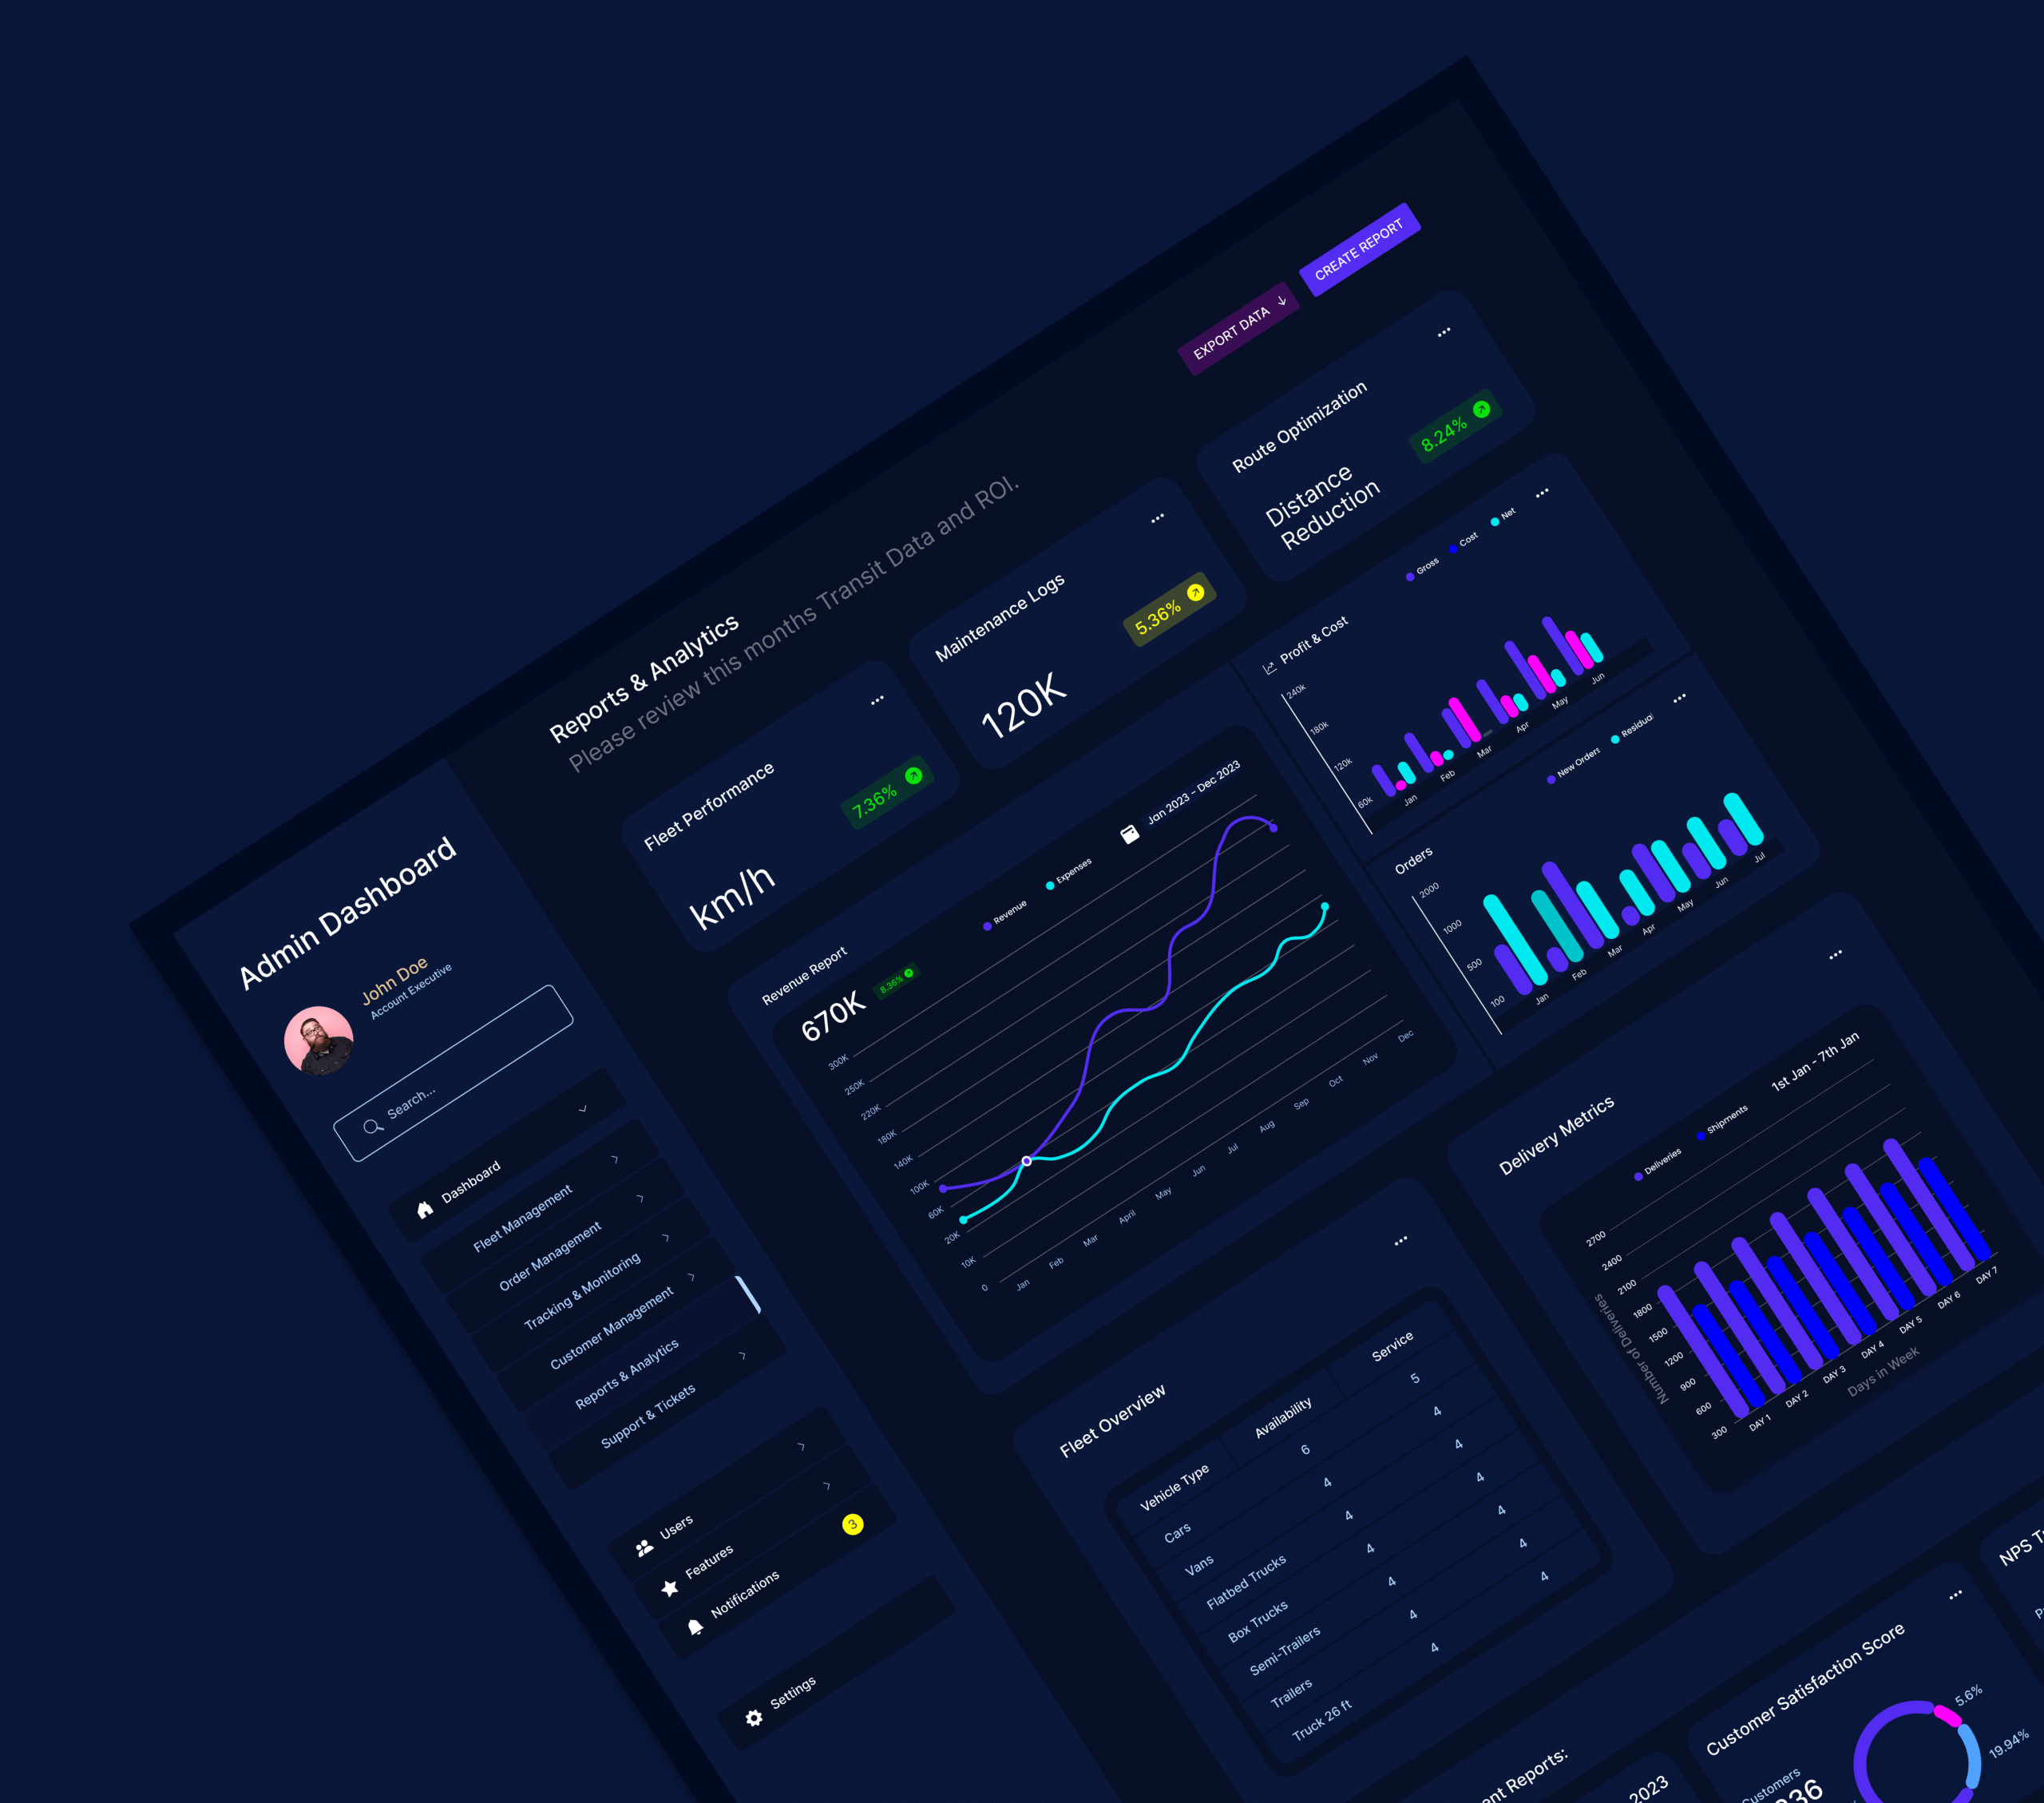 Admin Dashboard
John Doe
Account Executive
Search...
Dashboard
Fleet Management
Order Management
Tracking & Monitoring
Customer Management
Reports & Analytics
Support & Tickets
Users
Features
Notifications
3
Settings
Reports & Analytics
Please review this months Transit Data and ROI.
EXPORT DATA
CREATE REPORT
Fleet Performance
km/h
7.36%
Maintenance Logs
120K
5.36%
Route Optimization
Distance
Reduction
8.24%
Revenue Report
670K
8.36%
Revenue
Expenses
Jan 2023 - Dec 2023
300K
250K
220K
180K
140K
100K
60K
20K
10K
0
Jan
Feb
Mar
April
May
Jun
Jul
Aug
Sep
Oct
Nov
Dec
Profit & Cost
Gross
Cost
Net
240k
180k
120k
60k
Jan
Feb
Mar
Apr
May
Jun
Orders
New Orders
Residual
2000
1000
500
100
Jan
Feb
Mar
Apr
May
Jun
Jul
Fleet Overview
Vehicle Type
Availability
Service
Cars 6 5
Vans 4 4
Flatbed Trucks 4 4
Box Trucks 4 4
Semi-Trailers 4 4
Trailers 4 4
Truck 26 ft 4 4
Delivery Metrics
Deliveries
Shipments
1st Jan - 7th Jan
Number of Deliveries
2700
2400
2100
1800
1500
1200
900
600
300
DAY 1
DAY 2
DAY 3
DAY 4
DAY 5
DAY 6
DAY 7
Days in Week
Reports:
2023
Customer Satisfaction Score
Customers
5.6%
19.94%
NPS